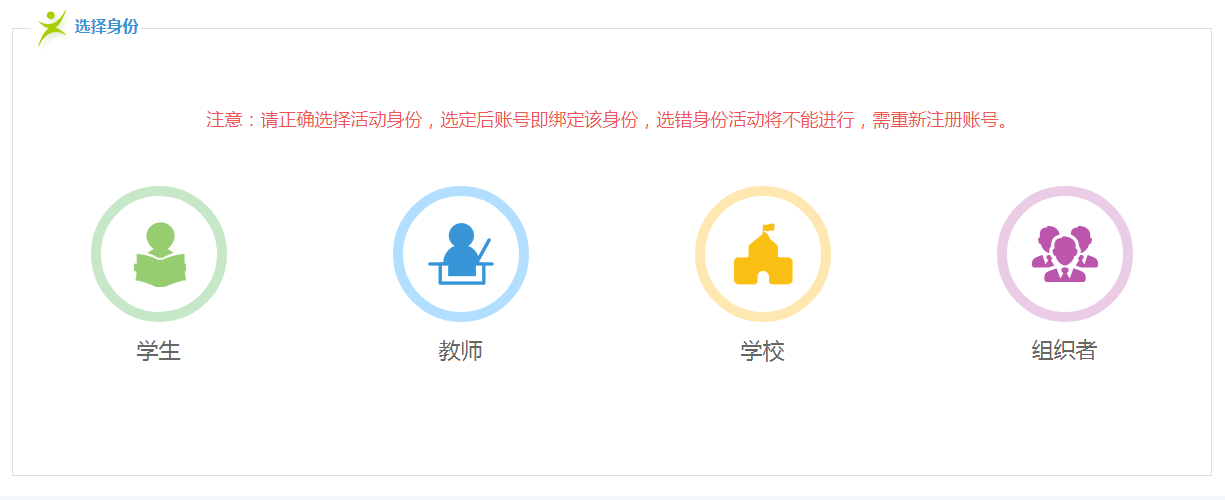 选择身份
注意：请正确选择活动身份，选定后账号即绑定该身份，选错身份活动将不能进行，需重新注册账号。
学生
教师
学校
组织者